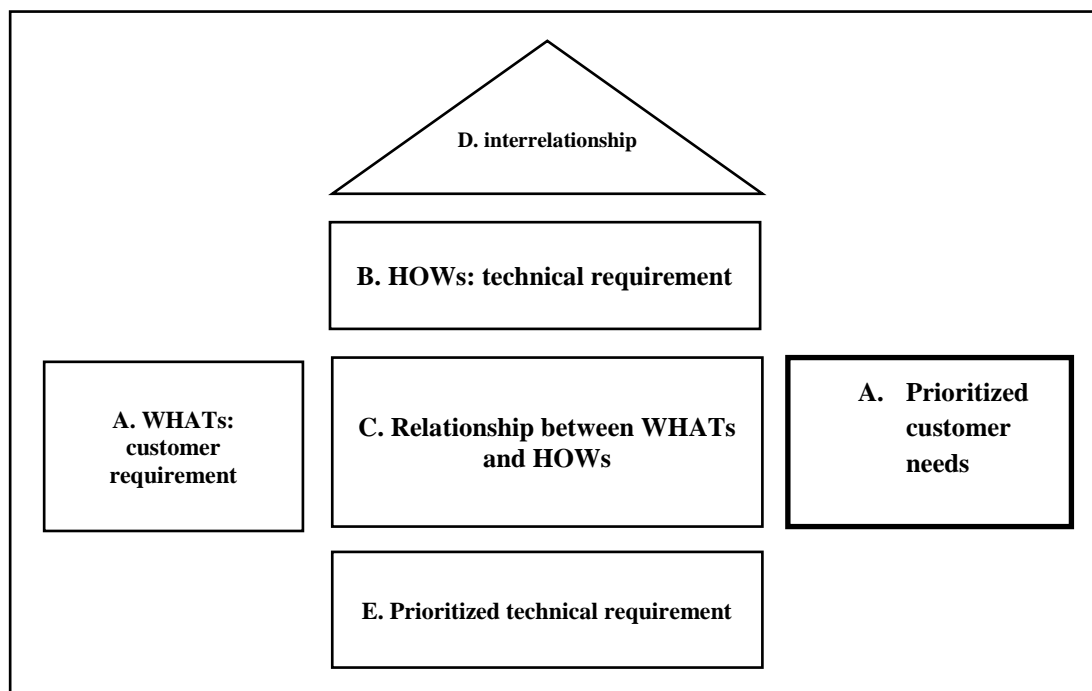 D. interrelationship
B. HOWs: technical requirement
A. WHATs:
customer
requirement
C. Relationship between WHATs
and HOWs
A. Prioritized
customer
needs
E. Prioritized technical requirement